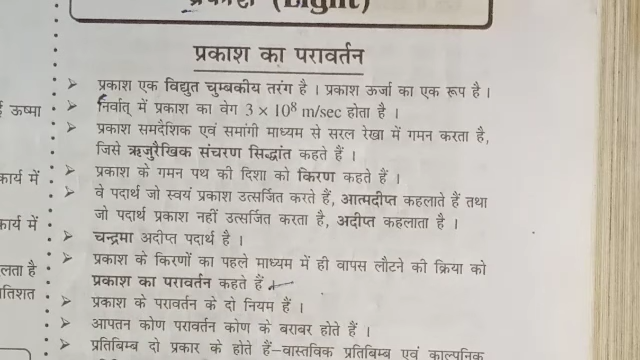 प्रकाश (Light)
प्रकाश का परावर्तन
प्रकाश एक विद्युत चुम्बकीय तरंग है । प्रकाश ऊर्जा का एक रूप है ।
निर्वात् में प्रकाश का वेग 3 × 10⁸ m/sec होता है ।
प्रकाश समदैशिक एवं समांगी माध्यम से सरल रेखा में गमन करता है,
जिसे ऋजुरैखिक संचरण सिद्धांत कहते हैं ।
प्रकाश के गमन पथ की दिशा को किरण कहते हैं ।
वे पदार्थ जो स्वयं प्रकाश उत्सर्जित करते हैं, आत्मदीप्त कहलाते हैं तथा
जो पदार्थ प्रकाश नहीं उत्सर्जित करता है, अदीप्त कहलाता है ।
चन्द्रमा अदीप्त पदार्थ है ।
प्रकाश के किरणों का पहले माध्यम में ही वापस लौटने की क्रिया को
प्रकाश का परावर्तन कहते हैं
प्रकाश के परावर्तन के दो नियम हैं ।
आपतन कोण परावर्तन कोण के बराबर होते हैं ।
प्रतिबिम्ब दो प्रकार के होते हैं–वास्तविक प्रतिबिम्ब एवं काल्पनिक
ऊष्मा
कार्य में
कार्य में
लता है
तिशत